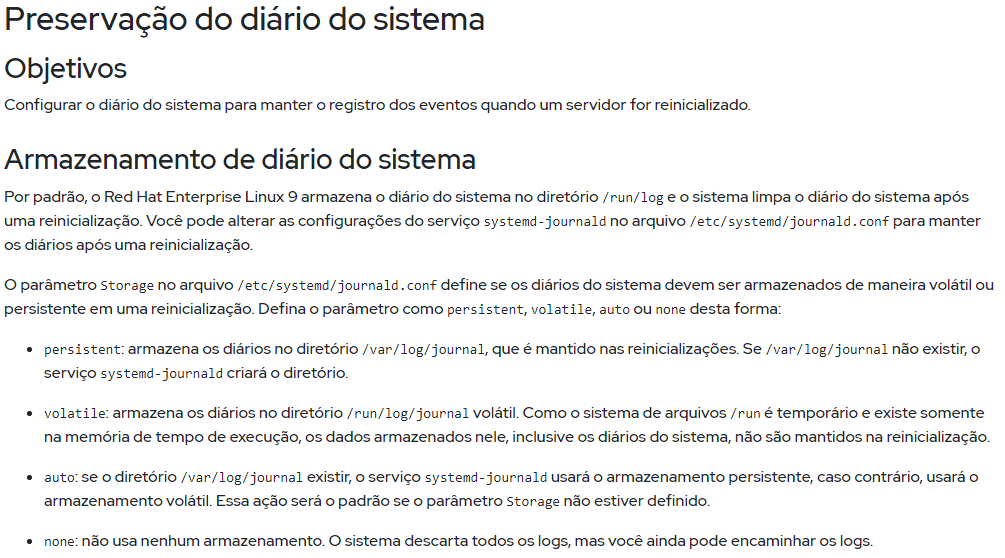 Preservação do diário do sistema
Objetivos
Configurar o diário do sistema para manter o registro dos eventos quando um servidor for reinicializado.
Armazenamento de diário do sistema
Por padrão, o Red Hat Enterprise Linux 9 armazena o diário do sistema no diretório /run/log e o sistema limpa o diário do sistema após
uma reinicialização. Você pode alterar as configurações do serviço systemd-journald no arquivo /etc/systemd/journald.conf para manter
os diários após uma reinicialização.
O parâmetro Storage no arquivo /etc/systemd/journald.conf define se os diários do sistema devem ser armazenados de maneira volátil ou
persistente em uma reinicialização. Defina o parâmetro como persistent, volatile, auto ou none desta forma:
• persistent: armazena os diários no diretório /var/log/journal, que é mantido nas reinicializações. Se /var/log/journal não existir, o
serviço systemd-journald criará o diretório.
• volatile: armazena os diários no diretório /run/log/journal volátil. Como o sistema de arquivos /run é temporário e existe somente
na memória de tempo de execução, os dados armazenados nele, inclusive os diários do sistema, não são mantidos na reinicialização.
• auto: se o diretório /var/log/journal existir, o serviço systemd-journald usará o armazenamento persistente, caso contrário, usará o
armazenamento volátil. Essa ação será o padrão se o parâmetro Storage não estiver definido.
• none: não usa nenhum armazenamento. O sistema descarta todos os logs, mas você ainda pode encaminhar os logs.